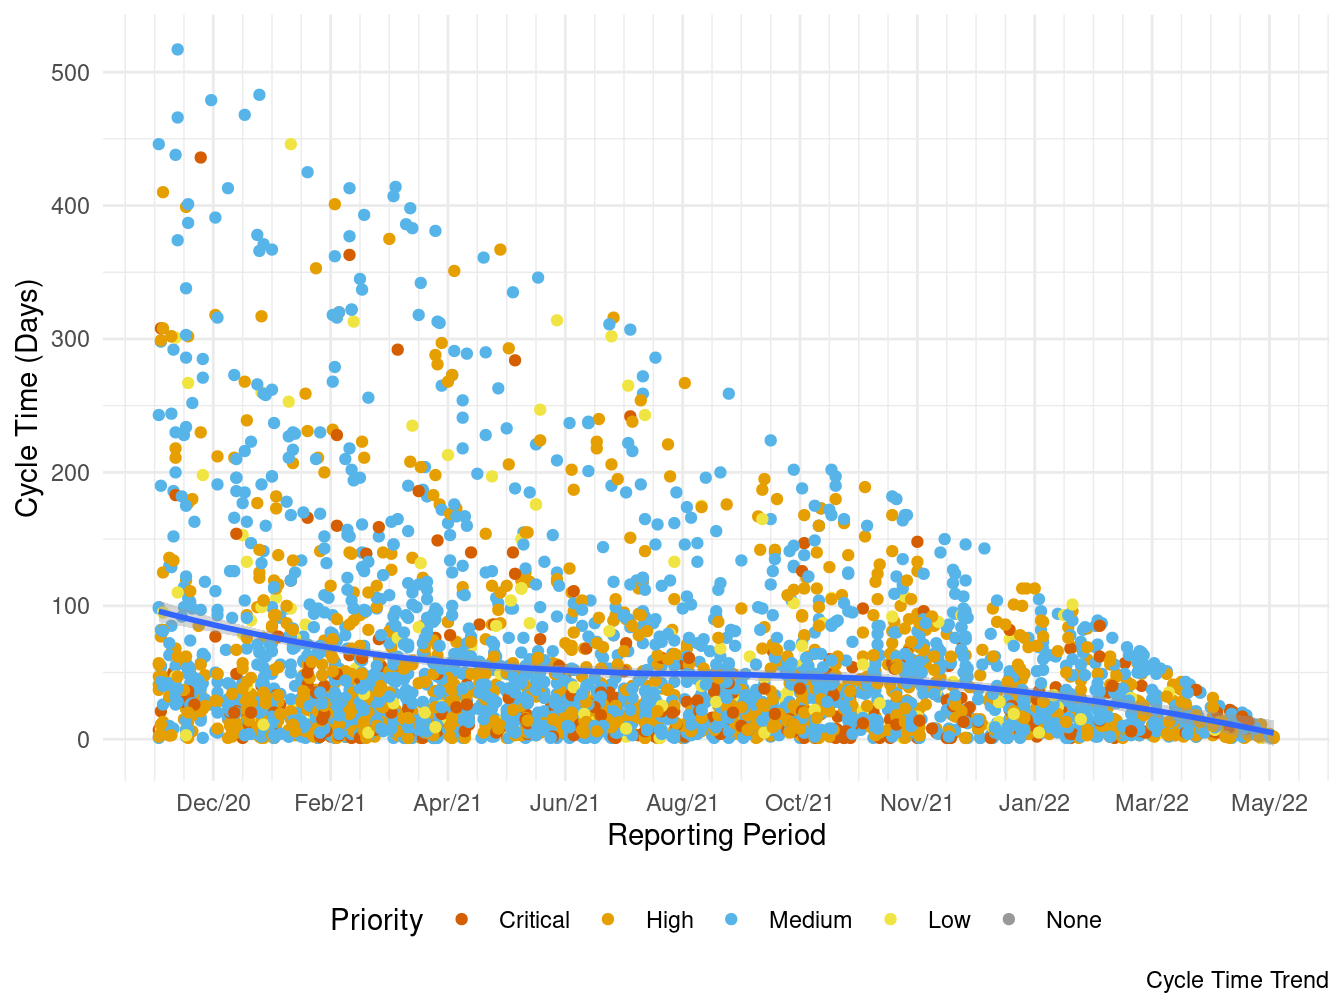 500
400
300
200
100
0
Cycle Time (Days)
Dec/20 Feb/21 Apr/21 Jun/21 Aug/21 Oct/21 Nov/21 Jan/22 Mar/22 May/22
Reporting Period
Priority Critical High Medium Low None
Cycle Time Trend